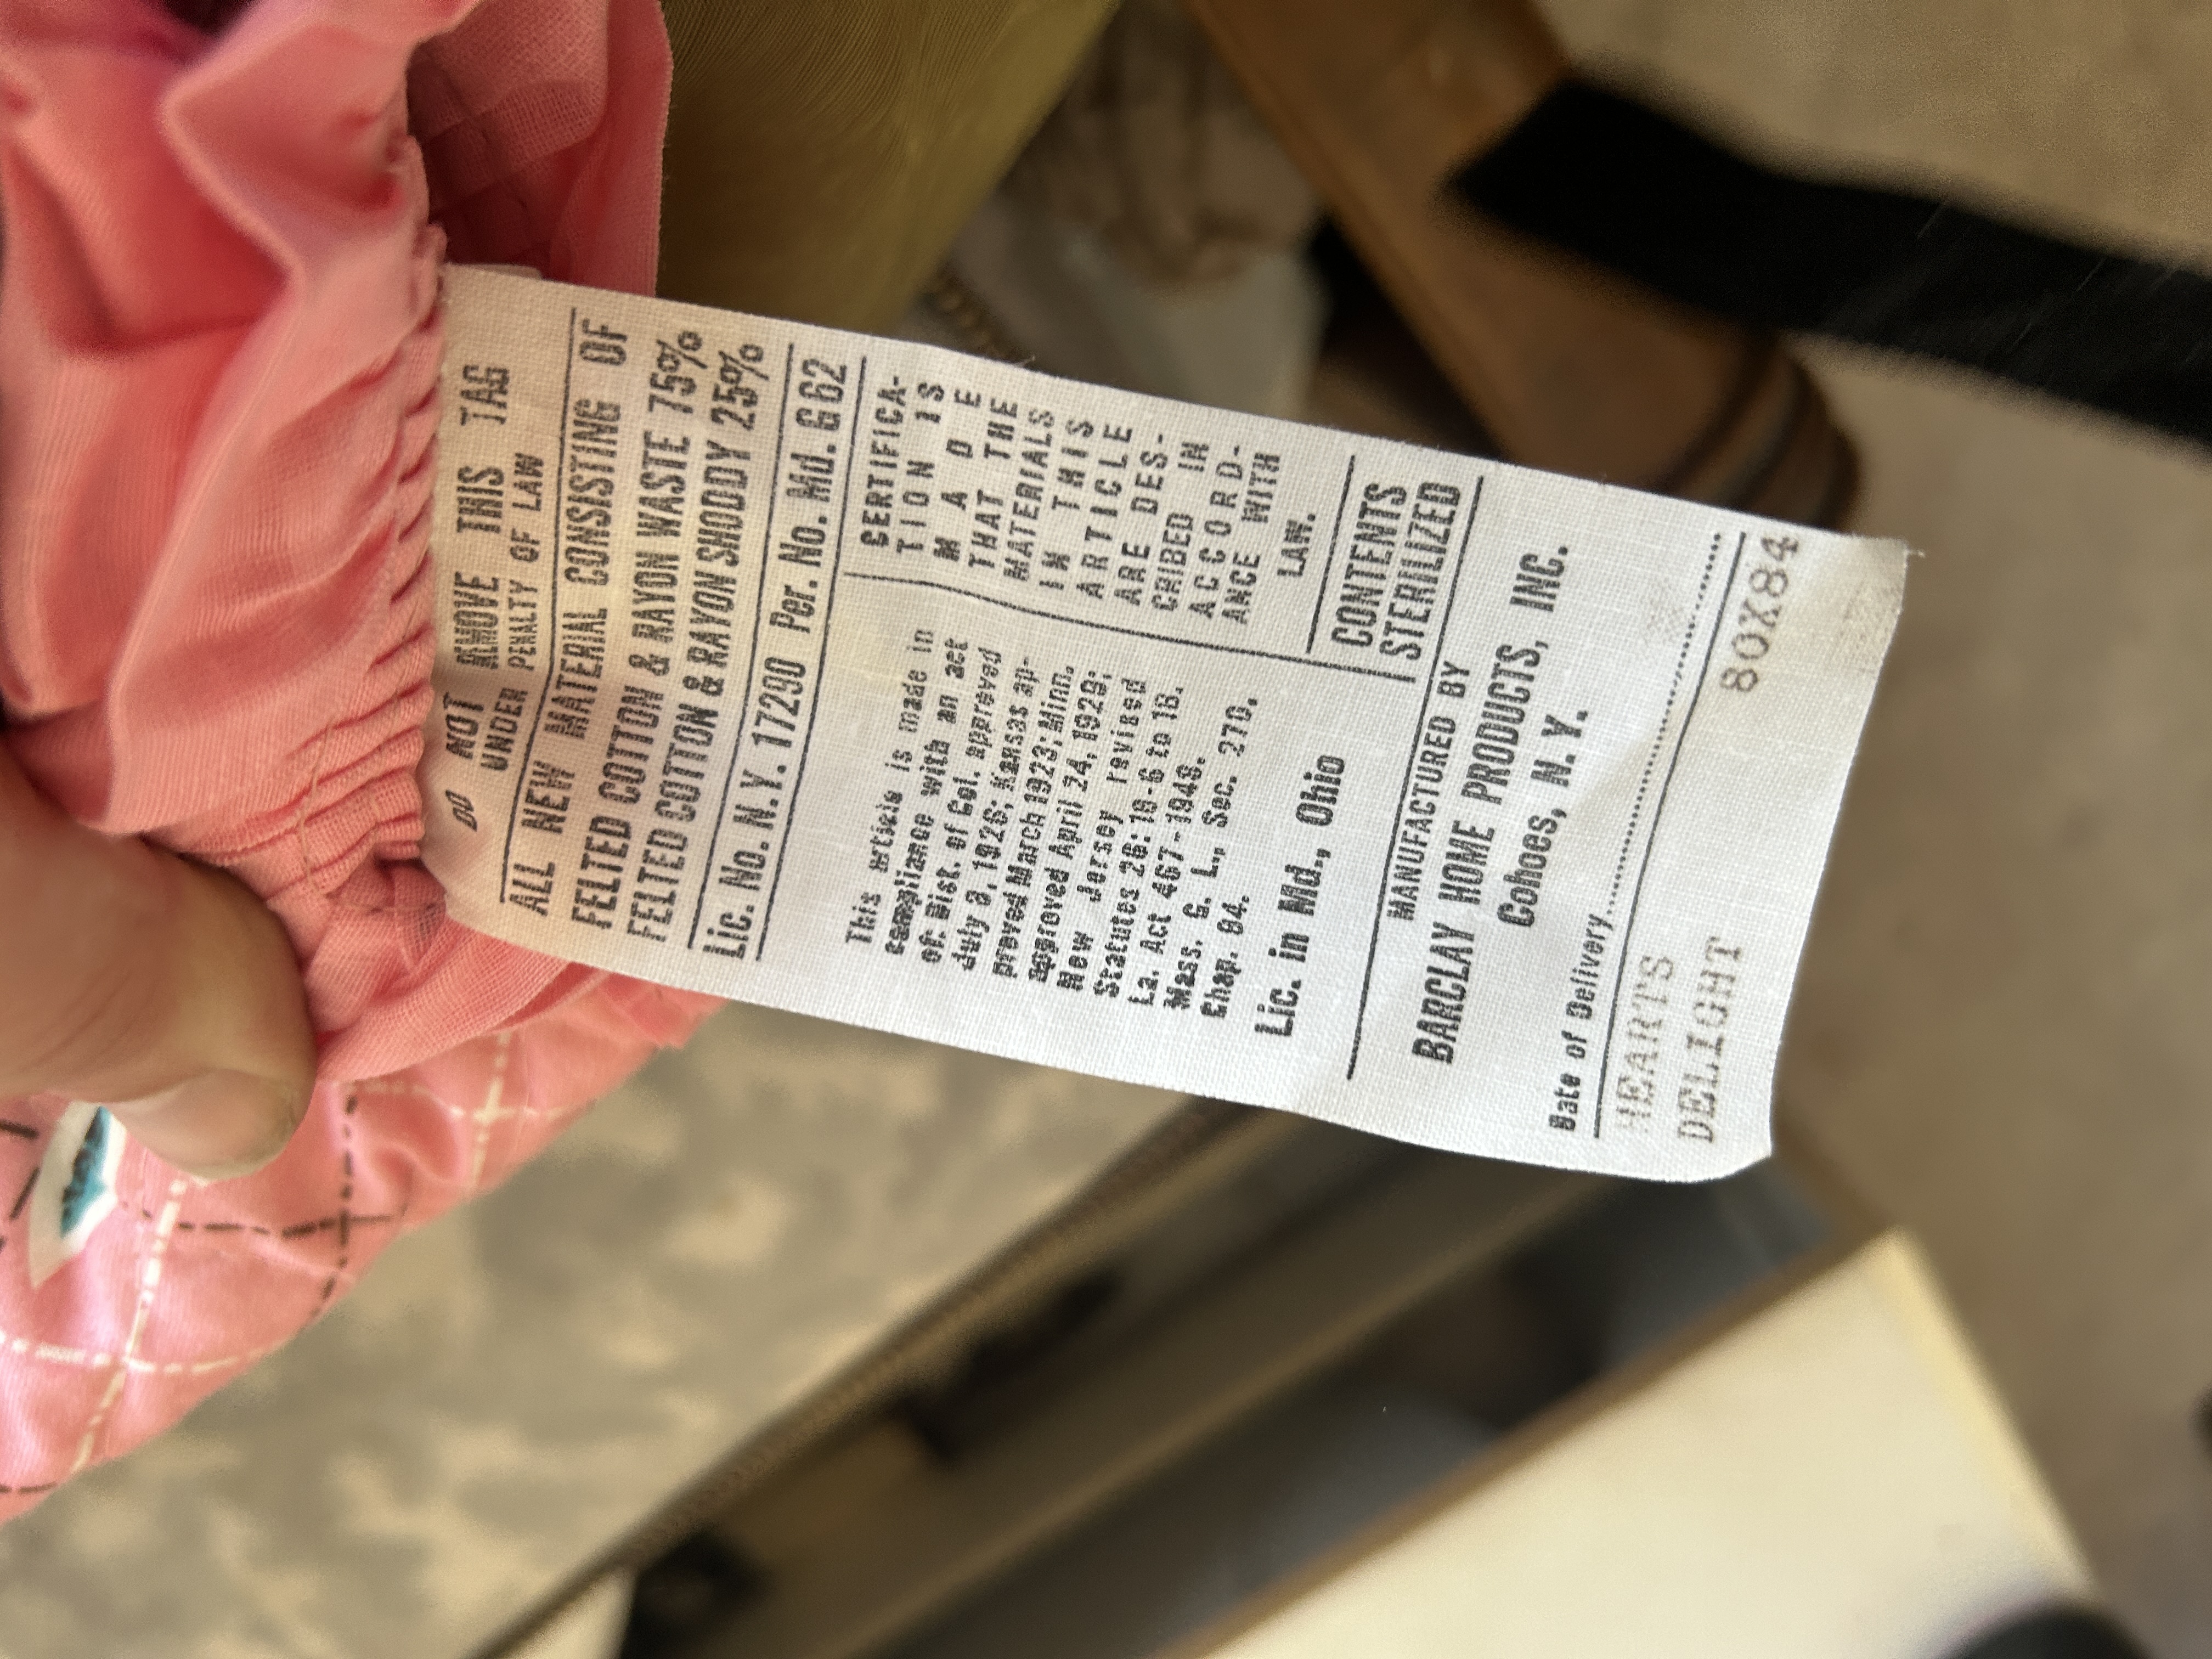 DO NOT REMOVE THIS TAG
UNDER PENALTY OF LAW
ALL NEW MATERIAL CONSISTING OF
FELTED COTTON & RAYON WASTE 75%
FELTED COTTON & RAYON SHODDY 25%
Lic. No. N.Y. 17290 Per. No. Md. G62
This article is made in
compliance with an act
of: Dist. of Col. approved
July 3, 1926; Kansas ap-
proved March 1923; Minn.
approved April 24, 1929;
New Jersey revised
Statutes 26:10-6 to 18.
La. Act 467-1948.
Mass. G. L., Sec. 270.
Chap. 94.
Lic. in Md., Ohio
CERTIFICA-
TION IS
MADE
THAT THE
MATERIALS
IN THIS
ARTICLE
ARE DES-
CRIBED IN
ACCORD-
ANCE WITH
LAW.
CONTENTS
STERILIZED
MANUFACTURED BY
BARCLAY HOME PRODUCTS, INC.
Cohoes, N.Y.
Date of Delivery
HEARTS 80X84
DELIGHT